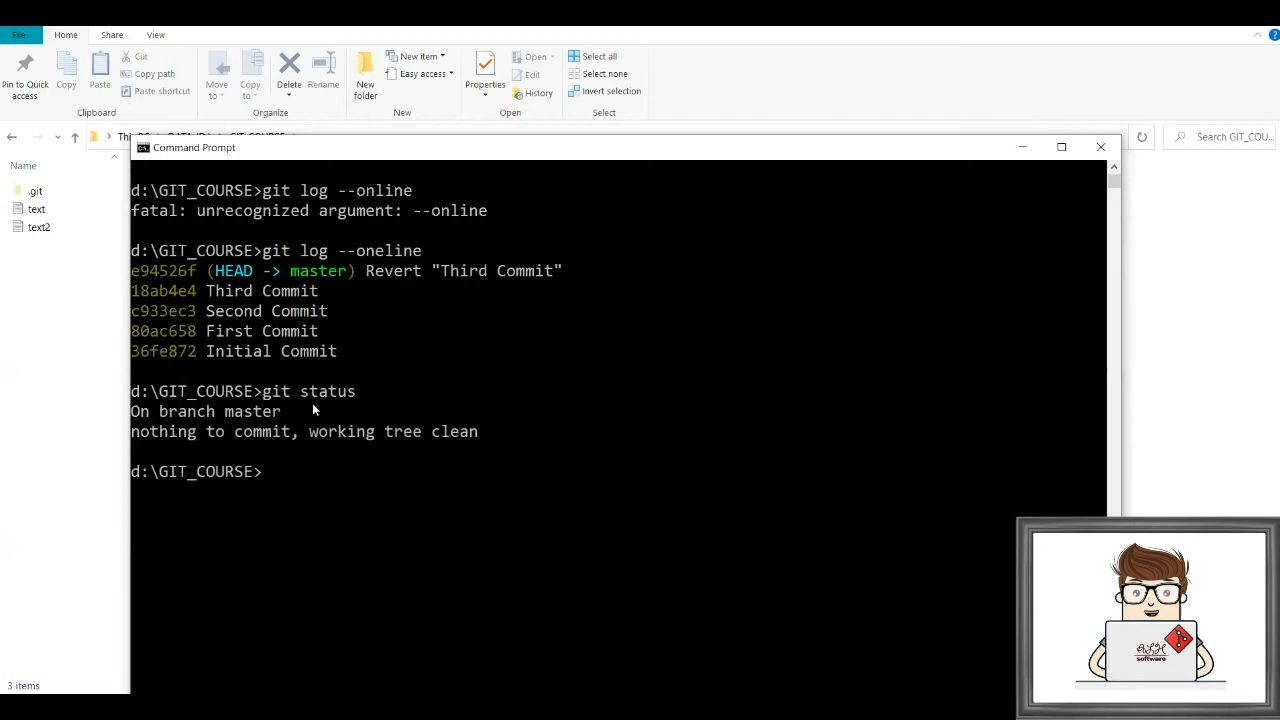 File Home Share View
Pin to Quick access
Copy
Paste
Cut
Copy path
Paste shortcut
Clipboard
Move to
Copy to
Delete
Rename
Organize
New folder
New item
Easy access
New
Properties
Open
Edit
History
Open
Select all
Select none
Invert selection
Select
Search GIT_COU...
Name
.git
text
text2
3 items
Command Prompt
d:\GIT_COURSE>git log --online
fatal: unrecognized argument: --online
d:\GIT_COURSE>git log --oneline
e94526f (HEAD -> master) Revert "Third Commit"
18ab4e4 Third Commit
c933ec3 Second Commit
80ac658 First Commit
36fe872 Initial Commit
d:\GIT_COURSE>git status
On branch master
nothing to commit, working tree clean
d:\GIT_COURSE>
software